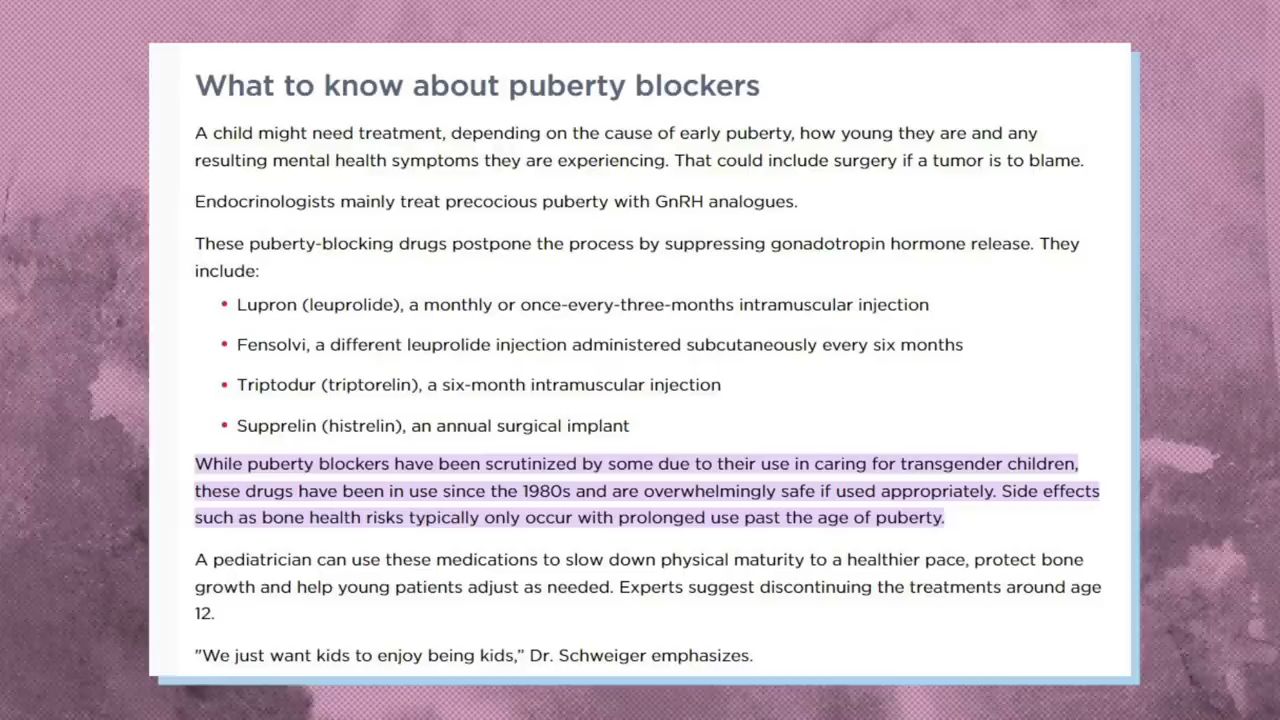 What to know about puberty blockers
A child might need treatment, depending on the cause of early puberty, how young they are and any
resulting mental health symptoms they are experiencing. That could include surgery if a tumor is to blame.
Endocrinologists mainly treat precocious puberty with GnRH analogues.
These puberty-blocking drugs postpone the process by suppressing gonadotropin hormone release. They
include:
• Lupron (leuprolide), a monthly or once-every-three-months intramuscular injection
• Fensolvi, a different leuprolide injection administered subcutaneously every six months
• Triptodur (triptorelin), a six-month intramuscular injection
• Supprelin (histrelin), an annual surgical implant
While puberty blockers have been scrutinized by some due to their use in caring for transgender children,
these drugs have been in use since the 1980s and are overwhelmingly safe if used appropriately. Side effects
such as bone health risks typically only occur with prolonged use past the age of puberty.
A pediatrician can use these medications to slow down physical maturity to a healthier pace, protect bone
growth and help young patients adjust as needed. Experts suggest discontinuing the treatments around age
12.
"We just want kids to enjoy being kids,” Dr. Schweiger emphasizes.